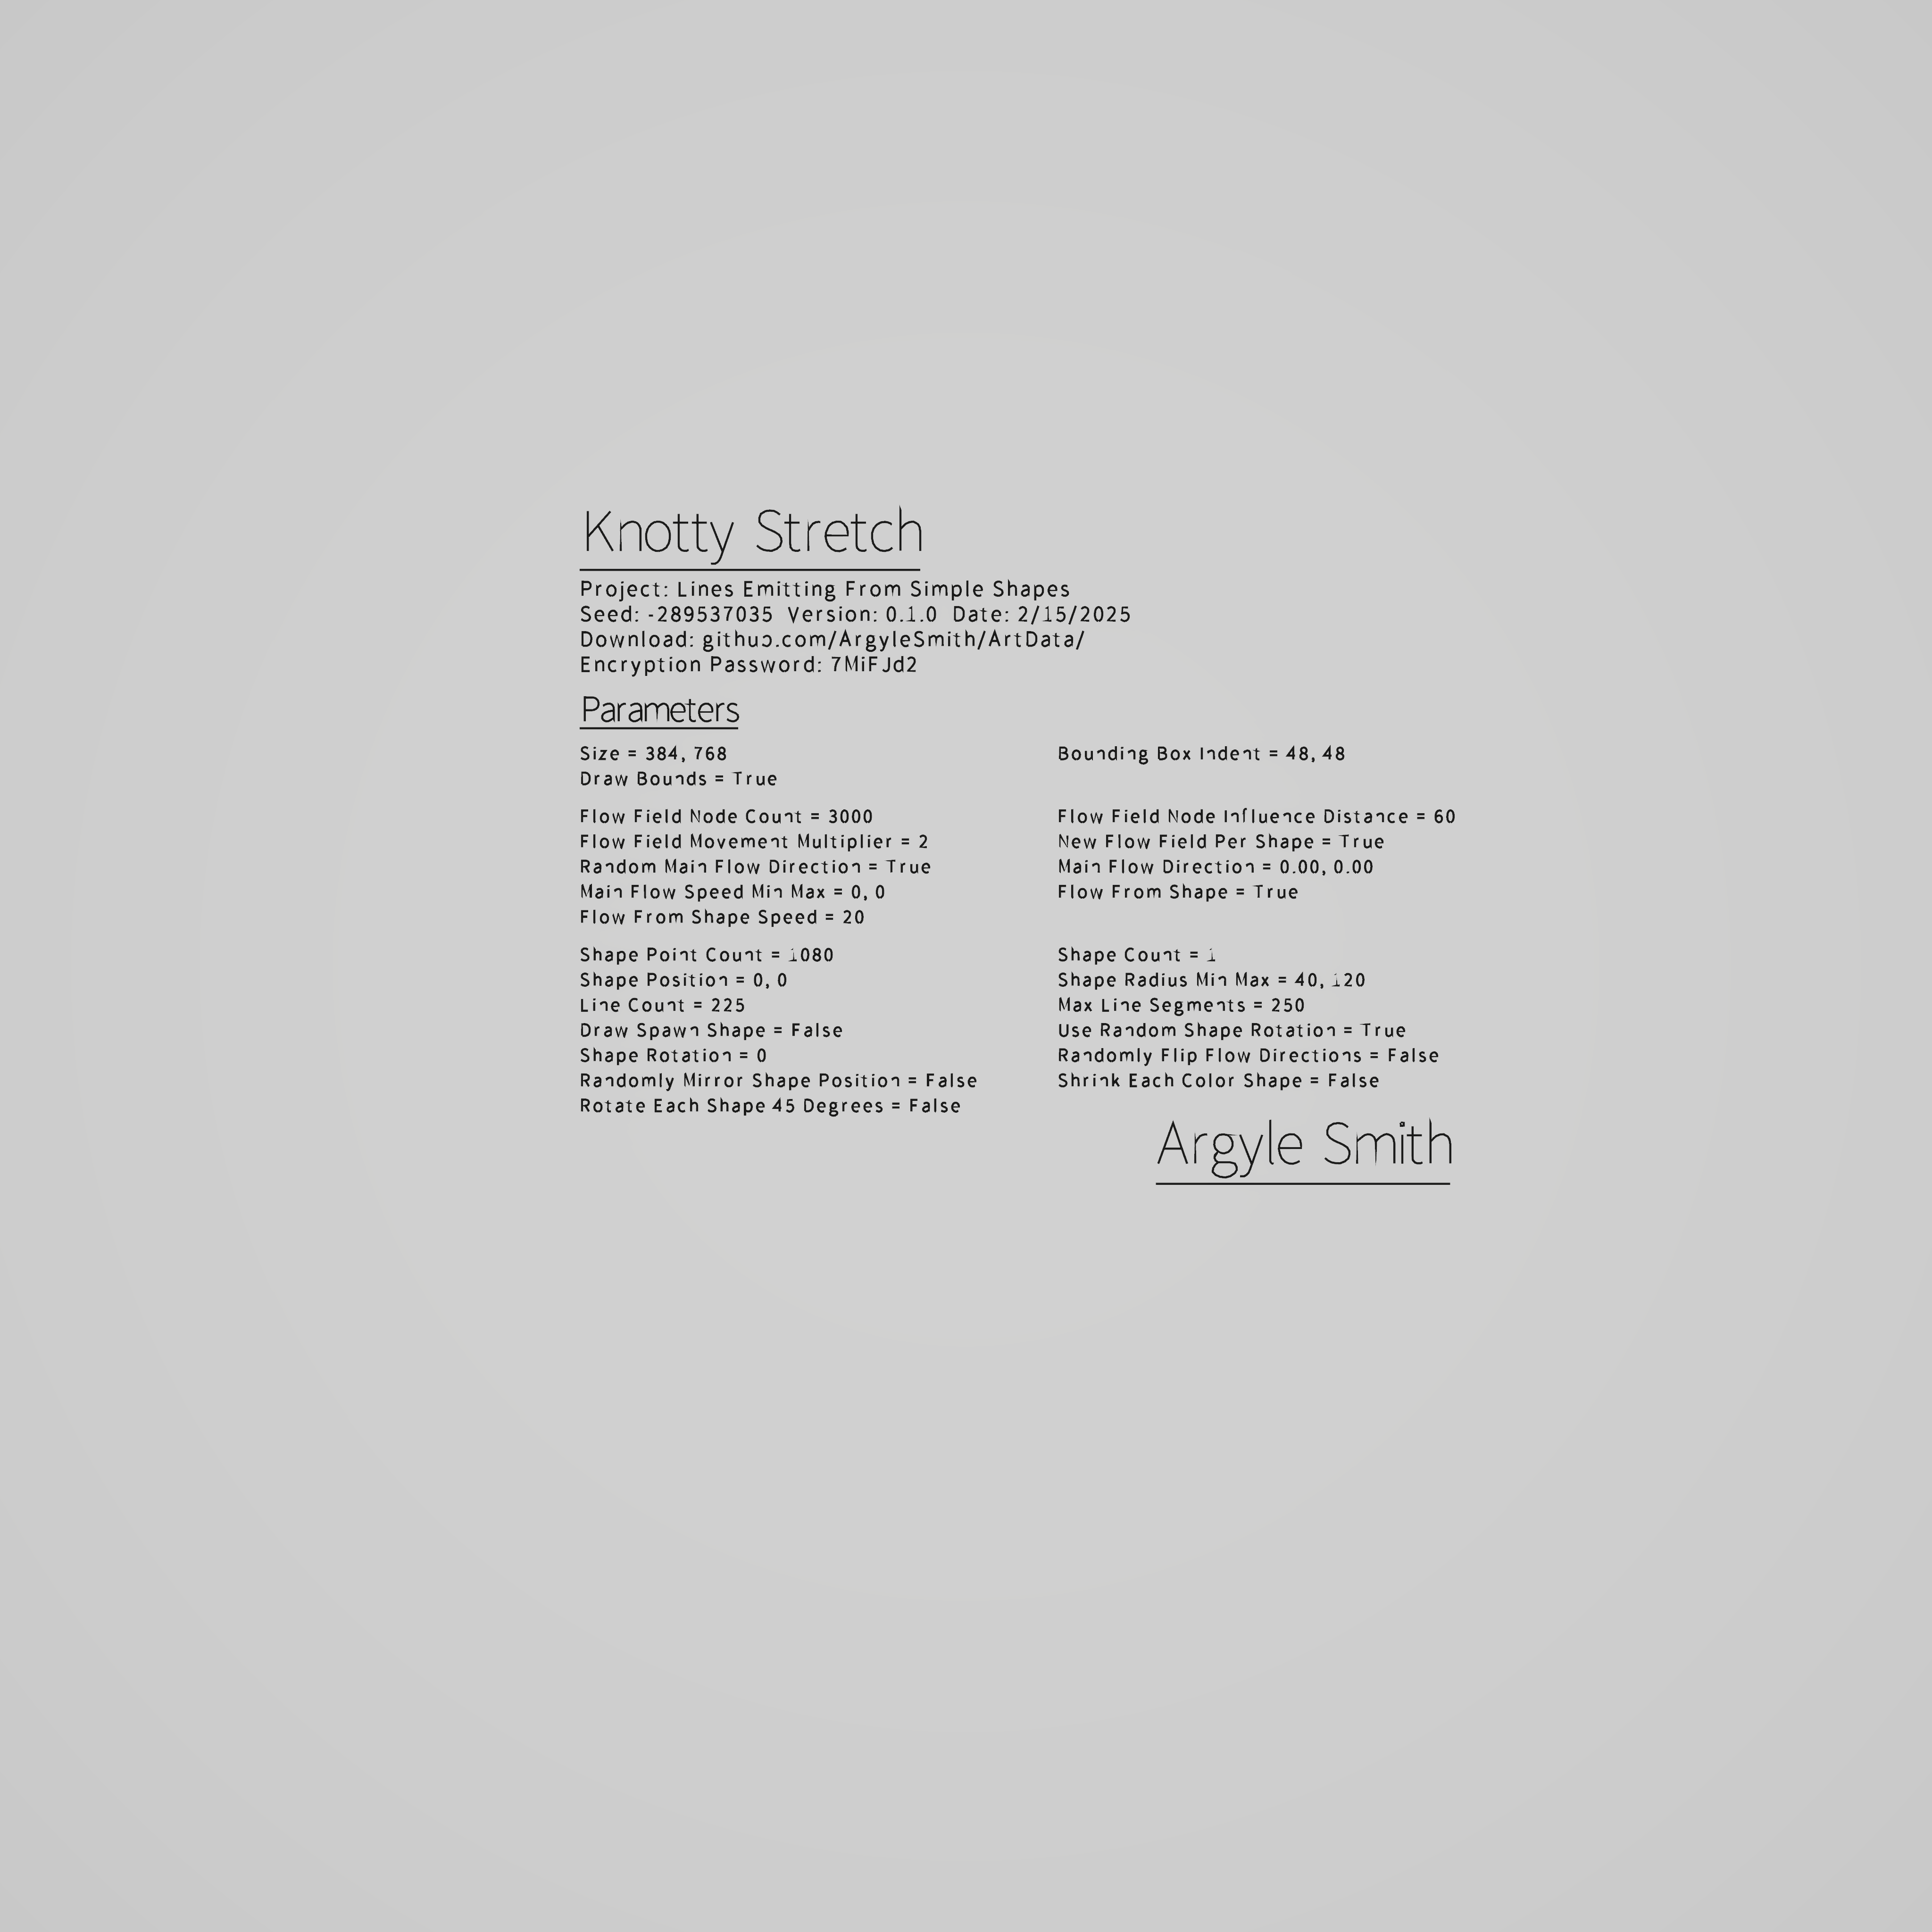 Knotty Stretch
Project: Lines Emitting From Simple Shapes
Seed: -289537035 Version: 0.1.0 Date: 2/15/2025
Download: github.com/ArgyleSmith/ArtData/
Encryption Password: 7MiFJd2
Parameters
Size = 384, 768
Bounding Box Indent = 48, 48
Draw Bounds = True
Flow Field Node Count = 3000
Flow Field Node Influence Distance = 60
Flow Field Movement Multiplier = 2
New Flow Field Per Shape = True
Random Main Flow Direction = True
Main Flow Direction = 0.00, 0.00
Main Flow Speed Min Max = 0, 0
Flow From Shape = True
Flow From Shape Speed = 20
Shape Point Count = 1080
Shape Count = 1
Shape Position = 0, 0
Shape Radius Min Max = 40, 120
Line Count = 225
Max Line Segments = 250
Draw Spawn Shape = False
Use Random Shape Rotation = True
Shape Rotation = 0
Randomly Flip Flow Directions = False
Randomly Mirror Shape Position = False
Shrink Each Color Shape = False
Rotate Each Shape 45 Degrees = False
Argyle Smith